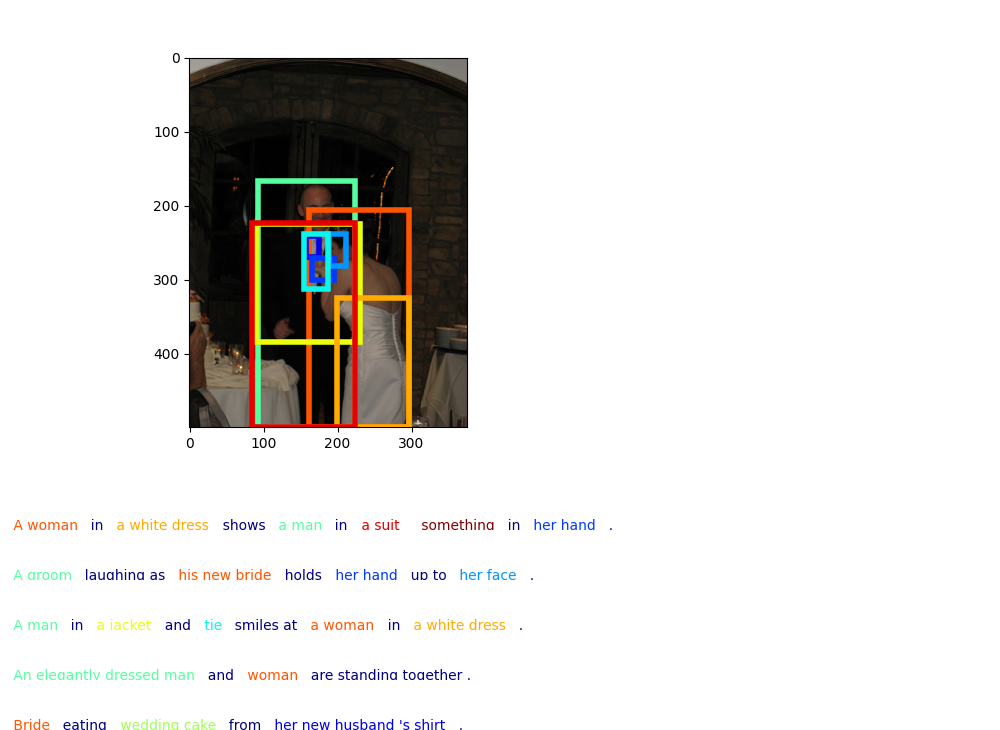 0
100
200
300
400
0 100 200 300
A woman in a white dress shows a man in a suit something in her hand .
A groom laughing as his new bride holds her hand up to her face .
A man in a jacket and tie smiles at a woman in a white dress .
An elegantly dressed man and woman are standing together .
Bride eating wedding cake from her new husband 's shirt .